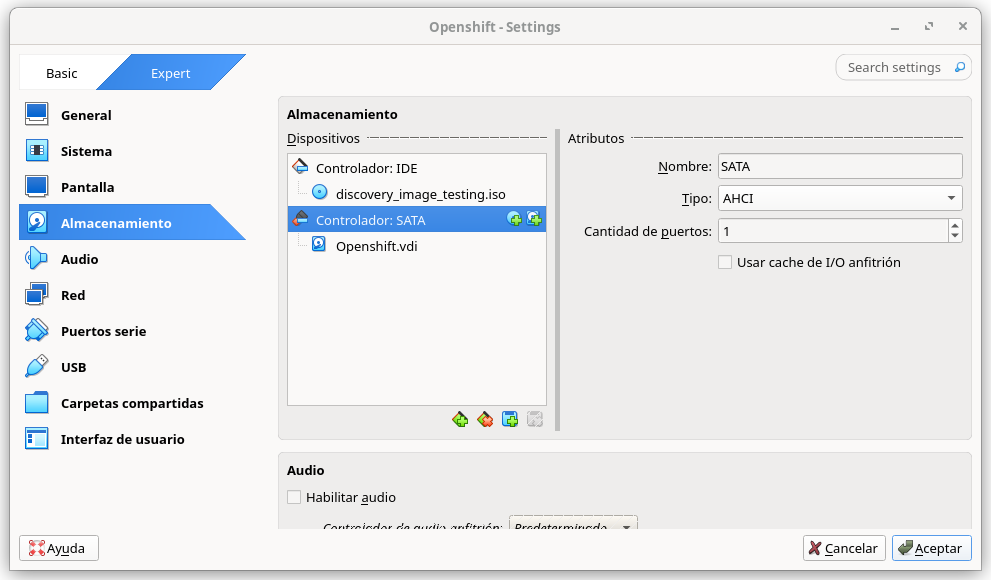 Openshift - Settings
Basic
Expert
Search settings
General
Sistema
Pantalla
Almacenamiento
Audio
Red
Puertos serie
USB
Carpetas compartidas
Interfaz de usuario
Almacenamiento
Dispositivos
Controlador: IDE
discovery_image_testing.iso
Controlador: SATA
Openshift.vdi
Atributos
Nombre: SATA
Tipo: AHCI
Cantidad de puertos: 1
Usar cache de I/O anfitrión
Audio
Habilitar audio
Controlador de audio anfitrión: Predeterminado
Ayuda
Cancelar
Aceptar